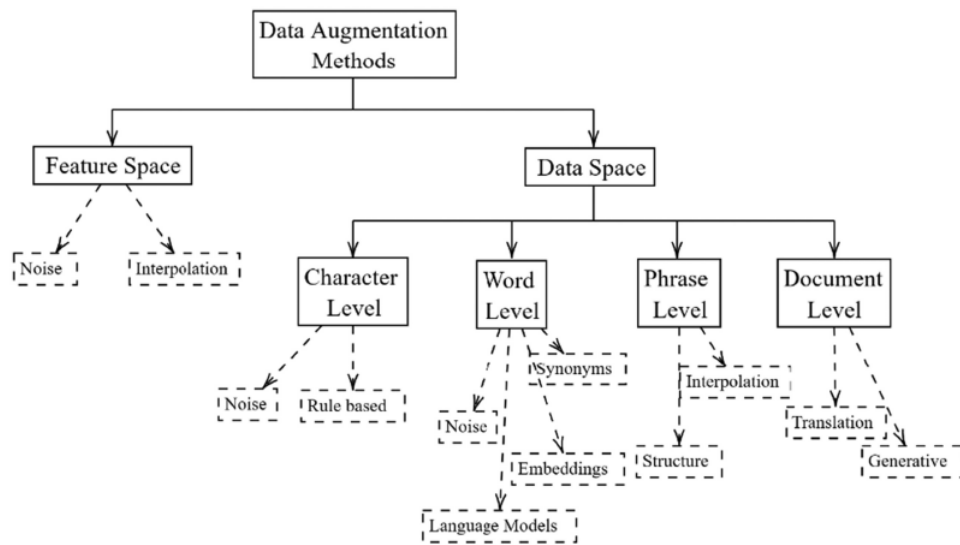 Data Augmentation
Methods
Feature Space
Data Space
Noise
Interpolation
Character
Level
Word
Level
Phrase
Level
Document
Level
Synonyms
Interpolation
Noise
Rule based
Noise
Translation
Embeddings
Structure
Generative
Language Models